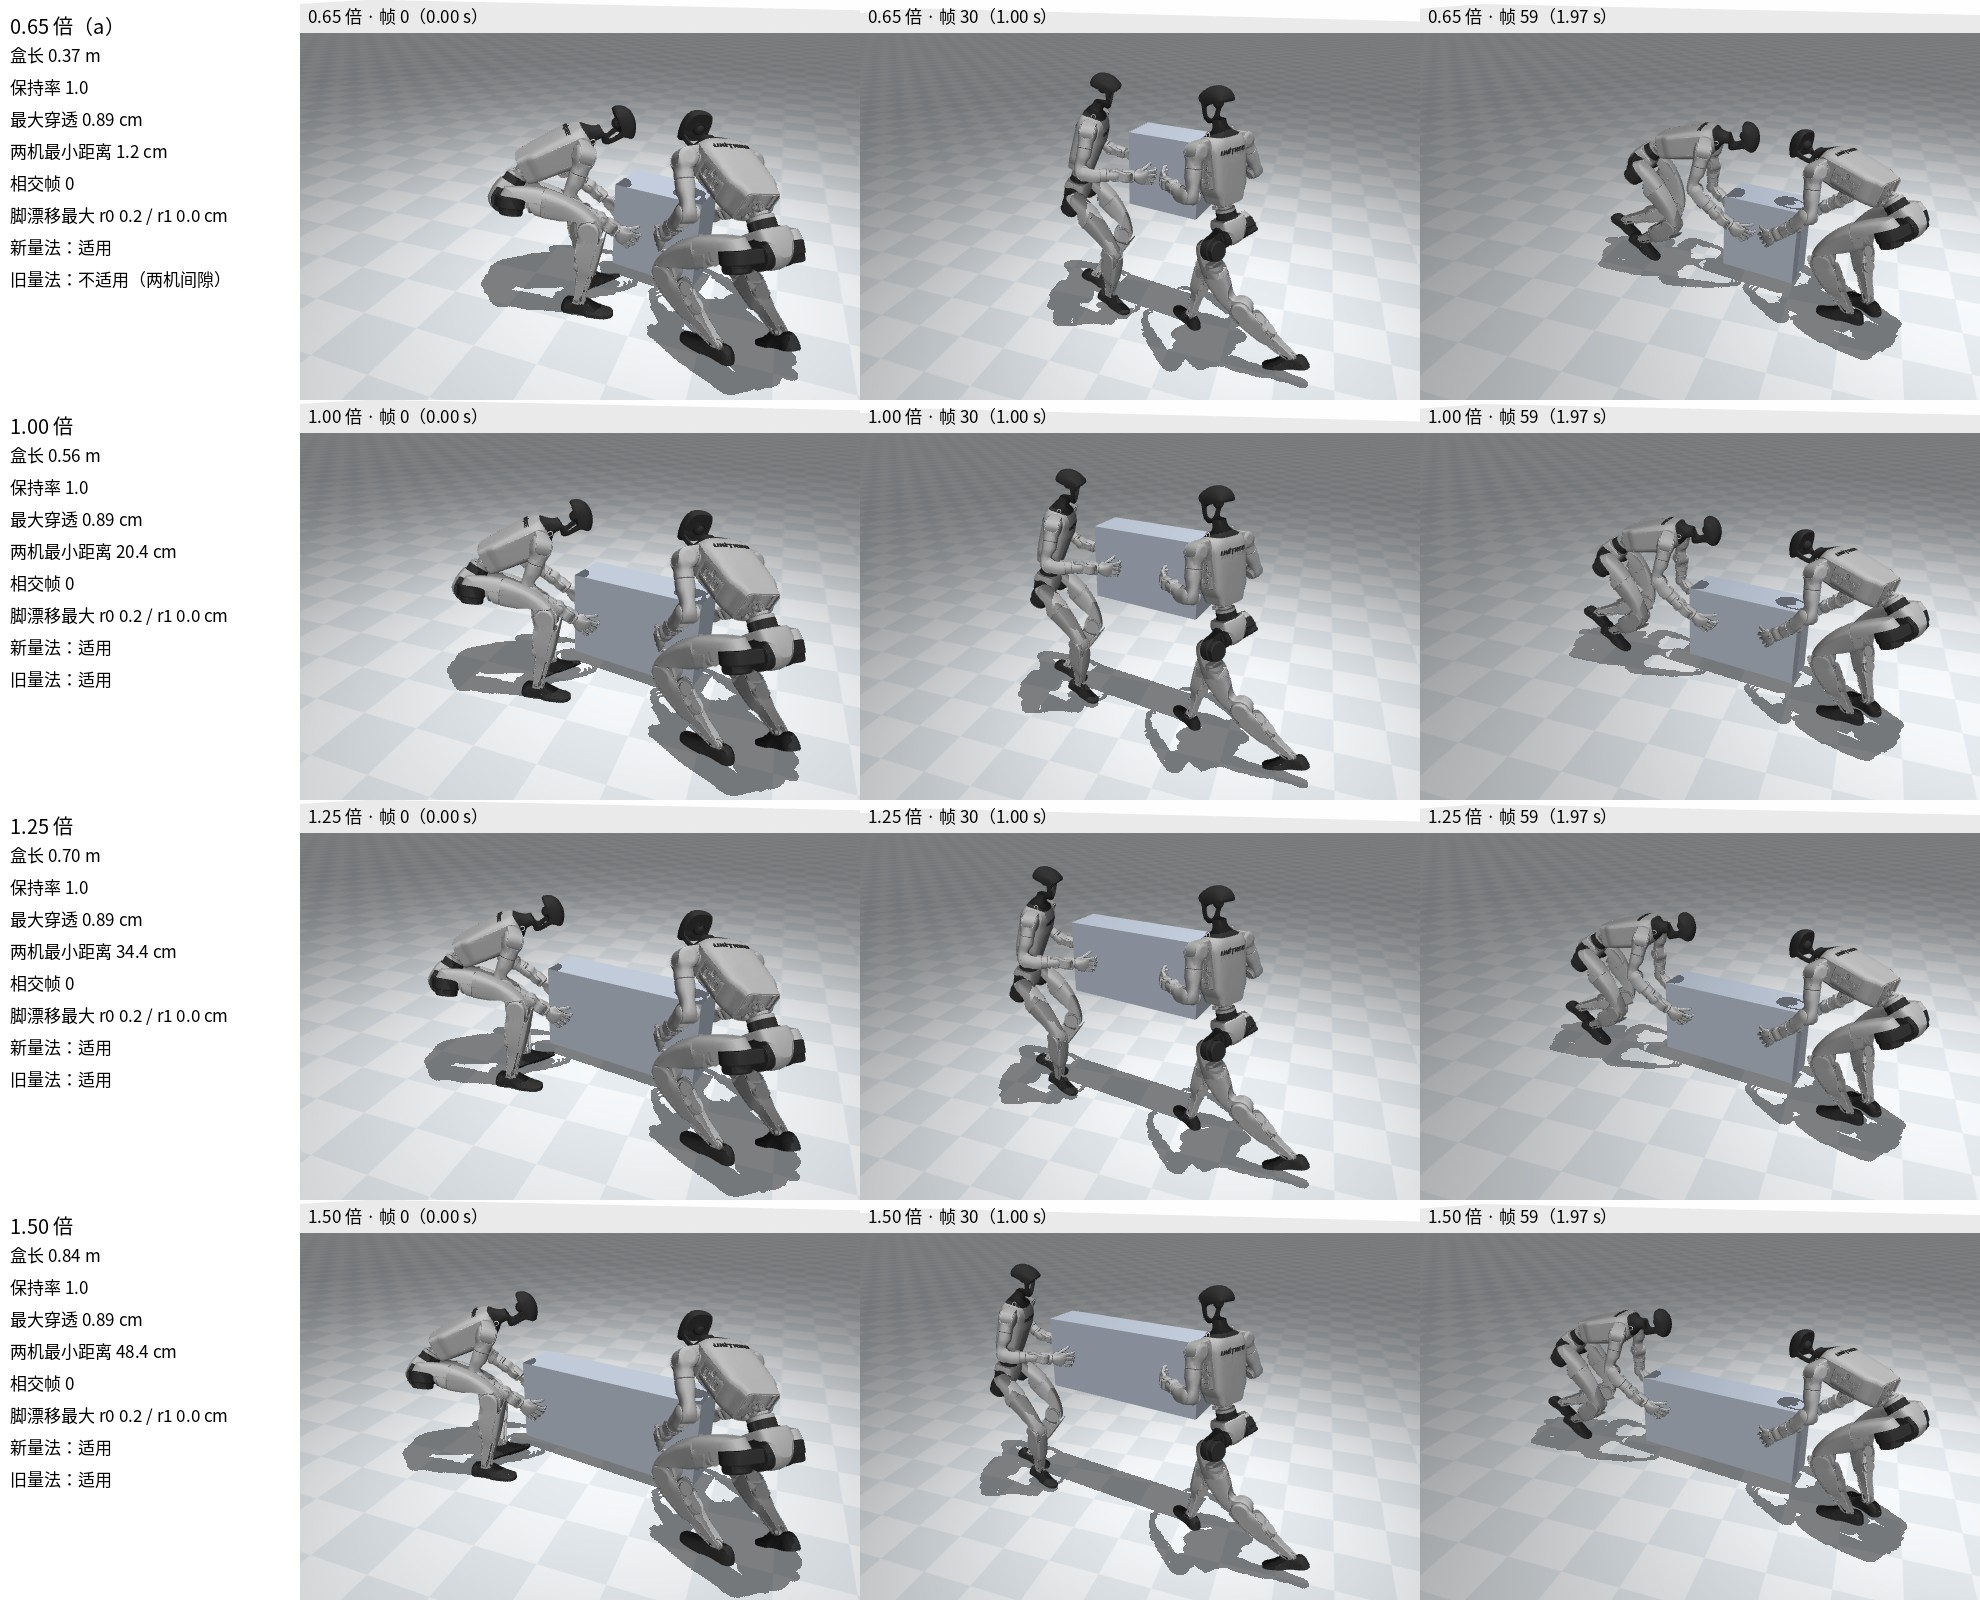 0.65 倍（a）
盒长 0.37 m
保持率 1.0
最大穿透 0.89 cm
两机最小距离 1.2 cm
相交帧 0
脚漂移最大 r0 0.2 / r1 0.0 cm
新量法：适用
旧量法：不适用（两机间隙）
0.65 倍 · 帧 0（0.00 s）
0.65 倍 · 帧 30（1.00 s）
0.65 倍 · 帧 59（1.97 s）
1.00 倍
盒长 0.56 m
保持率 1.0
最大穿透 0.89 cm
两机最小距离 20.4 cm
相交帧 0
脚漂移最大 r0 0.2 / r1 0.0 cm
新量法：适用
旧量法：适用
1.00 倍 · 帧 0（0.00 s）
1.00 倍 · 帧 30（1.00 s）
1.00 倍 · 帧 59（1.97 s）
1.25 倍
盒长 0.70 m
保持率 1.0
最大穿透 0.89 cm
两机最小距离 34.4 cm
相交帧 0
脚漂移最大 r0 0.2 / r1 0.0 cm
新量法：适用
旧量法：适用
1.25 倍 · 帧 0（0.00 s）
1.25 倍 · 帧 30（1.00 s）
1.25 倍 · 帧 59（1.97 s）
1.50 倍
盒长 0.84 m
保持率 1.0
最大穿透 0.89 cm
两机最小距离 48.4 cm
相交帧 0
脚漂移最大 r0 0.2 / r1 0.0 cm
新量法：适用
旧量法：适用
1.50 倍 · 帧 0（0.00 s）
1.50 倍 · 帧 30（1.00 s）
1.50 倍 · 帧 59（1.97 s）